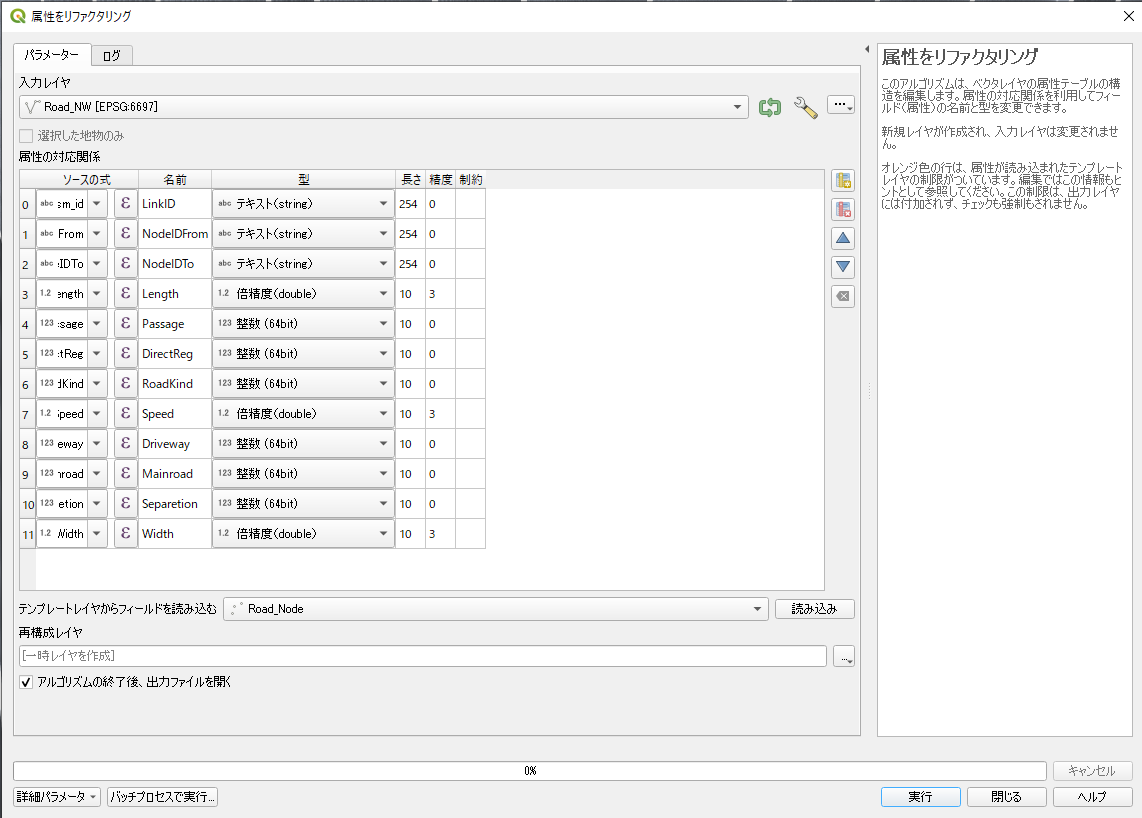 属性をリファクタリング
パラメーター ログ
入力レイヤ
Road_NW [EPSG:6697]
...
選択した地物のみ
属性の対応関係
ソースの式 名前 型 長さ 精度 制約
0 abc sm_id ε LinkID abc テキスト(string) 254 0
1 abc From ε NodeIDFrom abc テキスト(string) 254 0
2 abc IDTo ε NodeIDTo abc テキスト(string) 254 0
3 1.2 ength ε Length 1.2 倍精度(double) 10 3
4 123 sage ε Passage 123 整数 (64bit) 10 0
5 123 tReg ε DirectReg 123 整数 (64bit) 10 0
6 123 dKind ε RoadKind 123 整数 (64bit) 10 0
7 1.2 peed ε Speed 1.2 倍精度(double) 10 3
8 123 eway ε Driveway 123 整数 (64bit) 10 0
9 123 road ε Mainroad 123 整数 (64bit) 10 0
10 123 etion ε Separetion 123 整数 (64bit) 10 0
11 1.2 Width ε Width 1.2 倍精度(double) 10 3
テンプレートレイヤからフィールドを読み込む Road_Node 読み込み
再構成レイヤ
[一時レイヤを作成]
...
アルゴリズムの終了後、出力ファイルを開く
属性をリファクタリング
このアルゴリズムは、ベクタレイヤの属性テーブルの構
造を編集します。属性の対応関係を利用してフィー
ルド(属性)の名前と型を変更できます。
新規レイヤが作成され、入力レイヤは変更されませ
ん。
オレンジ色の行は、属性が読み込まれたテンプレート
レイヤの制限がついています。編集ではこの情報もヒ
ントとして参照してください。この制限は、出力レイヤ
には付加されず、チェックも強制もされません。
0% キャンセル
詳細パラメータ バッチプロセスで実行... 実行 閉じる ヘルプ